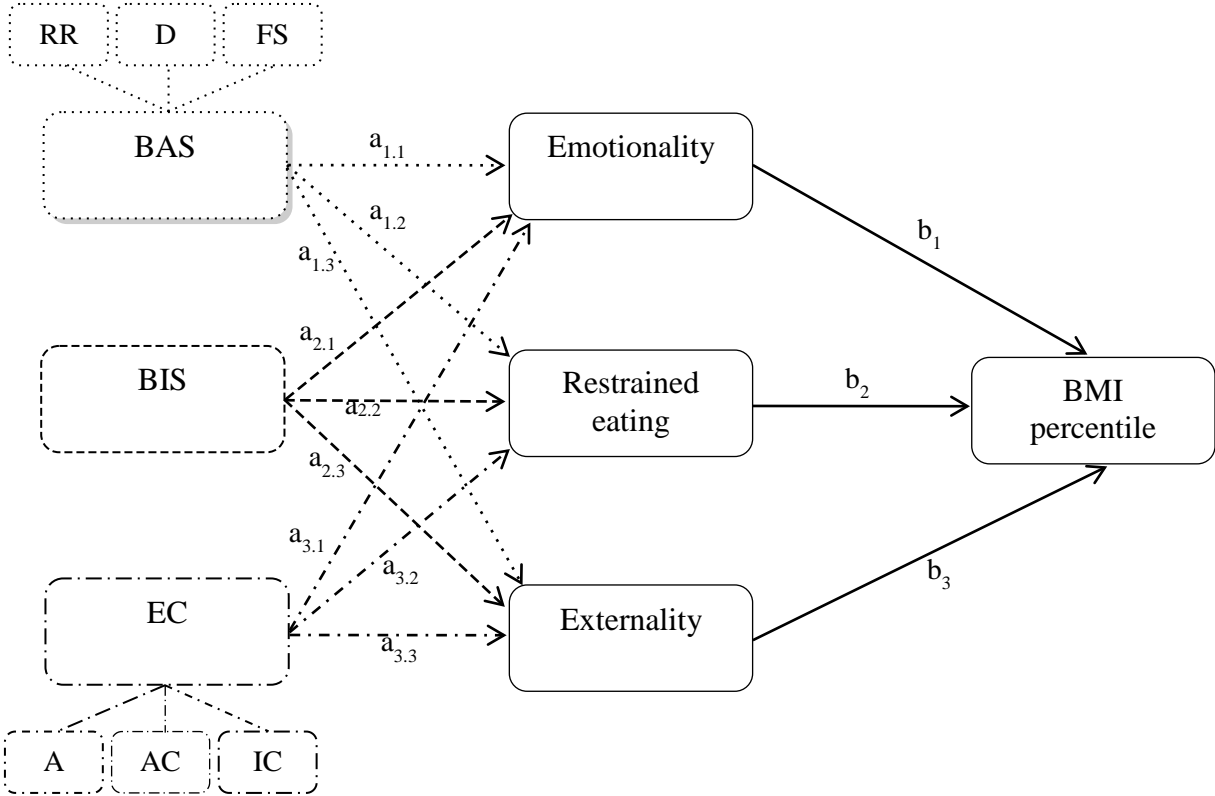 RR D FS
BAS
a1.1
Emotionality
a1.2
a1.3
b1
a2.1
BIS
a2.2
Restrained
eating
b2
BMI
percentile
a2.3
a3.1
a3.2
EC
Externality
b3
a3.3
A AC IC